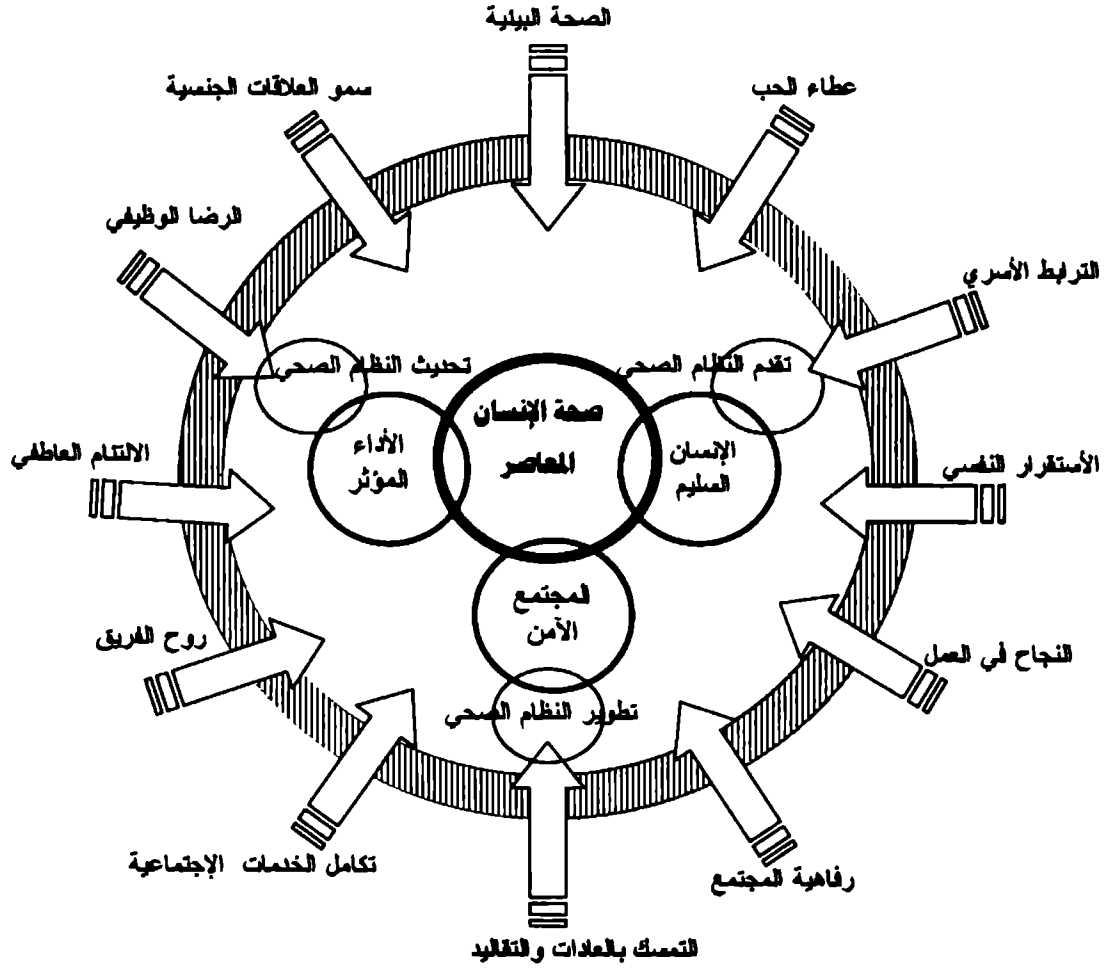 الصحة البيئية
عطاء الحب
سمو العلاقات الجنسية
الرضا الوظيفي
الترابط الأسري
تقدم النظام الصحي
تحديث النظام الصحي
صحة الإنسان
المعاصر
الإنسان
السليم
الأداء
المؤثر
الأستقرار النفسي
الالتئام العاطفي
المجتمع
الآمن
روح الفريق
النجاح في العمل
تطوير النظام الصحي
تكامل الخدمات الإجتماعية
رفاهية المجتمع
التمسك بالعادات والتقاليد